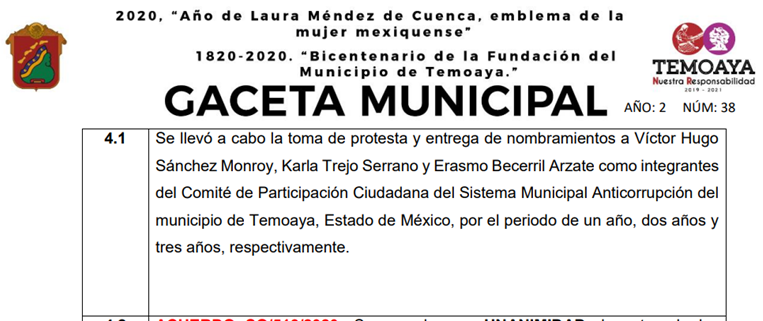 2020, “Año de Laura Méndez de Cuenca, emblema de la
mujer mexiquense”
1820-2020. “Bicentenario de la Fundación del
Municipio de Temoaya.”
TEMOAYA
Nuestra Responsabilidad
2019 - 2021
GACETA MUNICIPAL
AÑO: 2 NÚM: 38
4.1 Se llevó a cabo la toma de protesta y entrega de nombramientos a Víctor Hugo
Sánchez Monroy, Karla Trejo Serrano y Erasmo Becerril Arzate como integrantes
del Comité de Participación Ciudadana del Sistema Municipal Anticorrupción del
municipio de Temoaya, Estado de México, por el periodo de un año, dos años y
tres años, respectivamente.